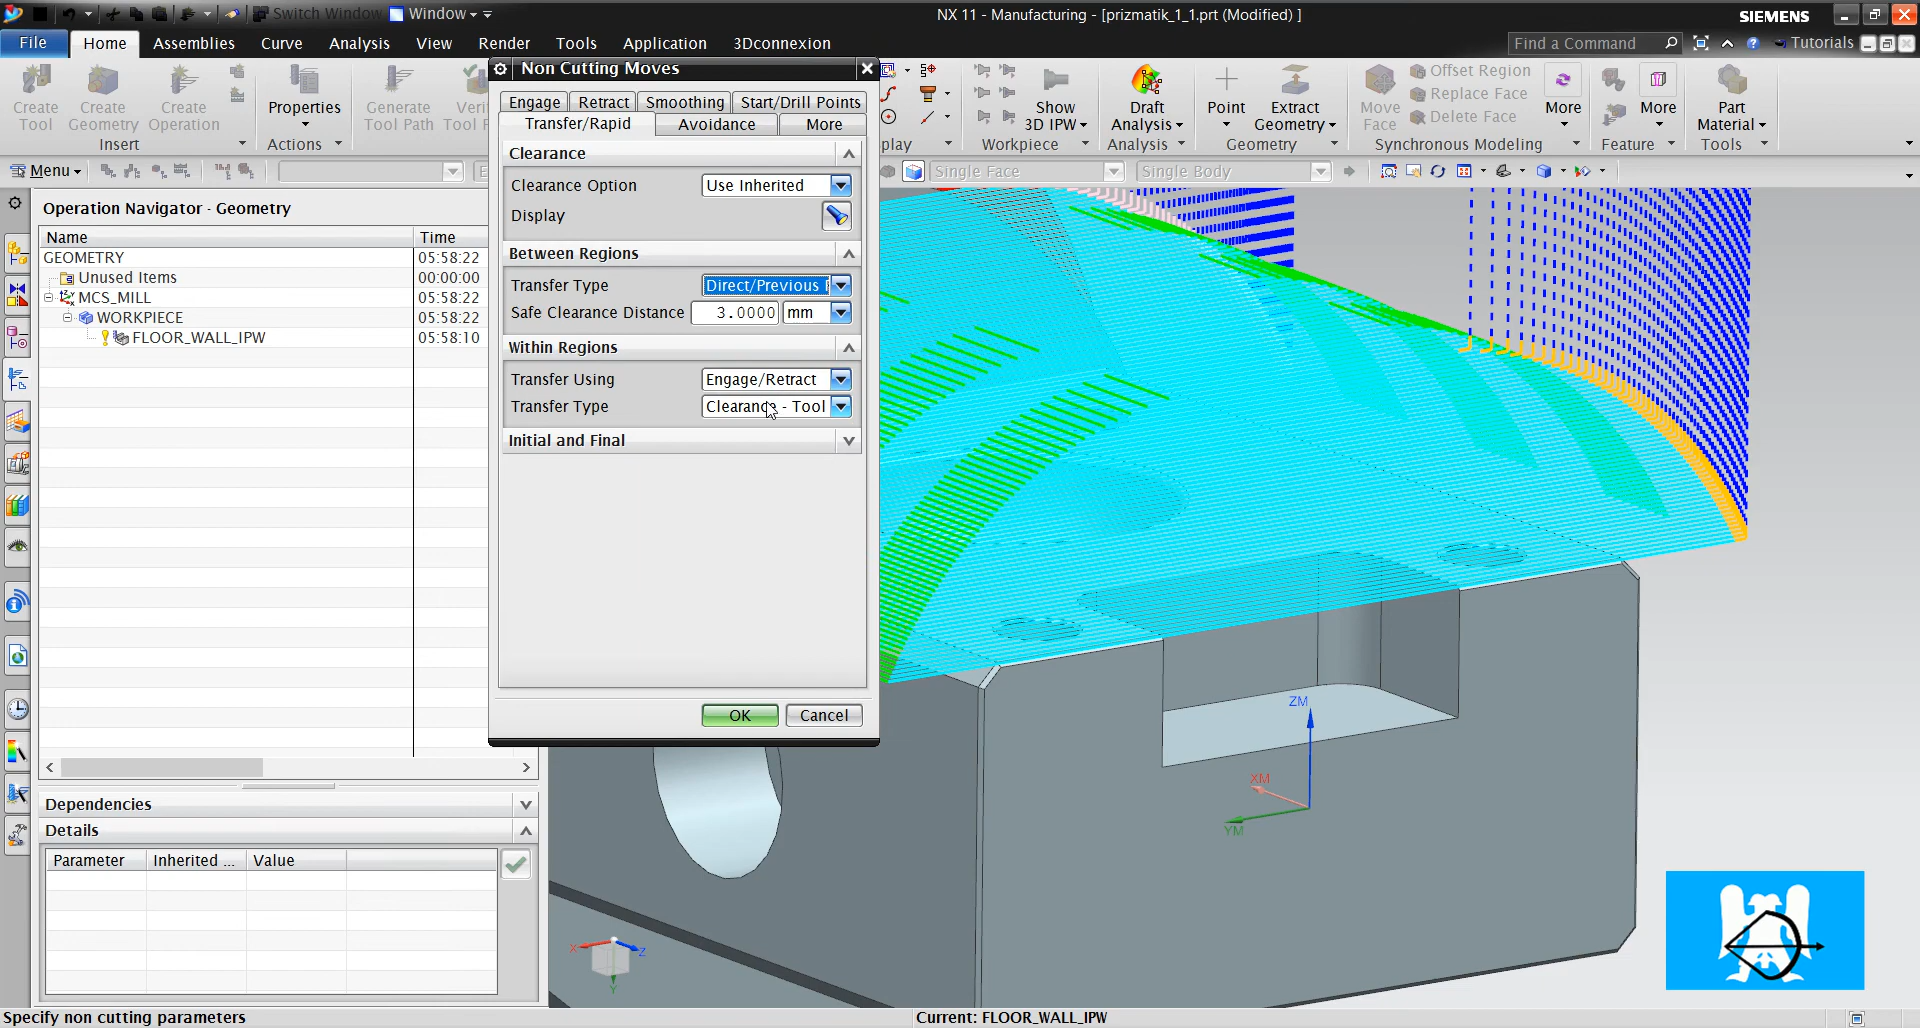 Switch Window
Window
NX 11 - Manufacturing - [prizmatik_1_1.prt (Modified) ]
SIEMENS
File
Home
Assemblies
Curve
Analysis
View
Render
Tools
Application
3Dconnexion
Find a Command
Tutorials
Create Tool
Create Geometry
Create Operation
Insert
Properties
Actions
Generate Tool Path
Show 3D IPW
Workpiece
Draft Analysis
Analysis
Point
Extract Geometry
Geometry
Move Face
Offset Region
Replace Face
Delete Face
More
Synchronous Modeling
More
Feature
Part Material
Tools
Menu
Single Face
Single Body
Operation Navigator - Geometry
Name
Time
GEOMETRY
05:58:22
Unused Items
00:00:00
MCS_MILL
05:58:22
WORKPIECE
05:58:22
FLOOR_WALL_IPW
05:58:10
Dependencies
Details
Parameter
Inherited ...
Value
Non Cutting Moves
Engage
Retract
Smoothing
Start/Drill Points
Transfer/Rapid
Avoidance
More
Clearance
Clearance Option
Use Inherited
Display
Between Regions
Transfer Type
Direct/Previous
Safe Clearance Distance
3.0000
mm
Within Regions
Transfer Using
Engage/Retract
Transfer Type
Clearance - Tool
Initial and Final
OK
Cancel
ZM
XM
YM
X
Z
Y
Specify non cutting parameters
Current: FLOOR_WALL_IPW